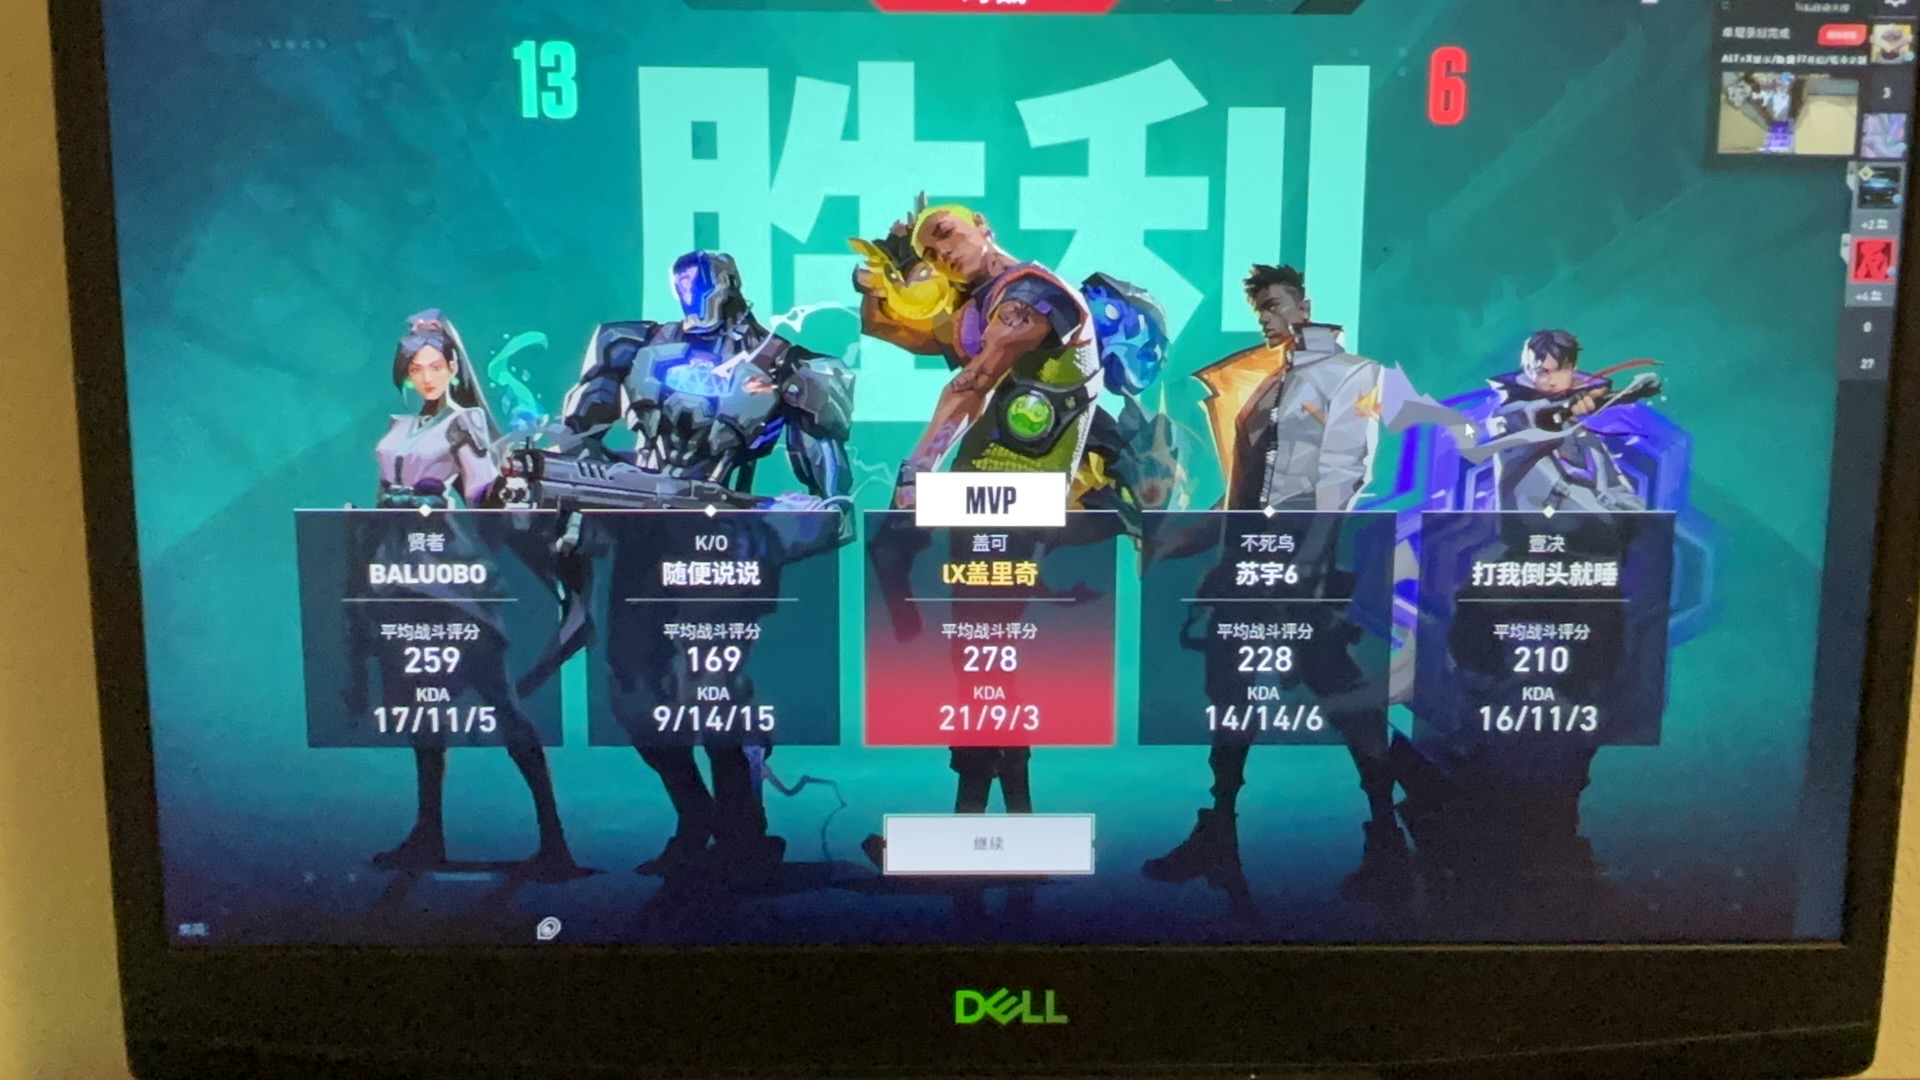 13
胜利
6
MVP
贤者
BALUOBO
平均战斗评分
259
KDA
17/11/5
K/O
随便说说
平均战斗评分
169
KDA
9/14/15
盖可
lX盖里奇
平均战斗评分
278
KDA
21/9/3
不死鸟
苏宇6
平均战斗评分
228
KDA
14/14/6
壹决
打我倒头就睡
平均战斗评分
210
KDA
16/11/3
继续
3
27
DELL